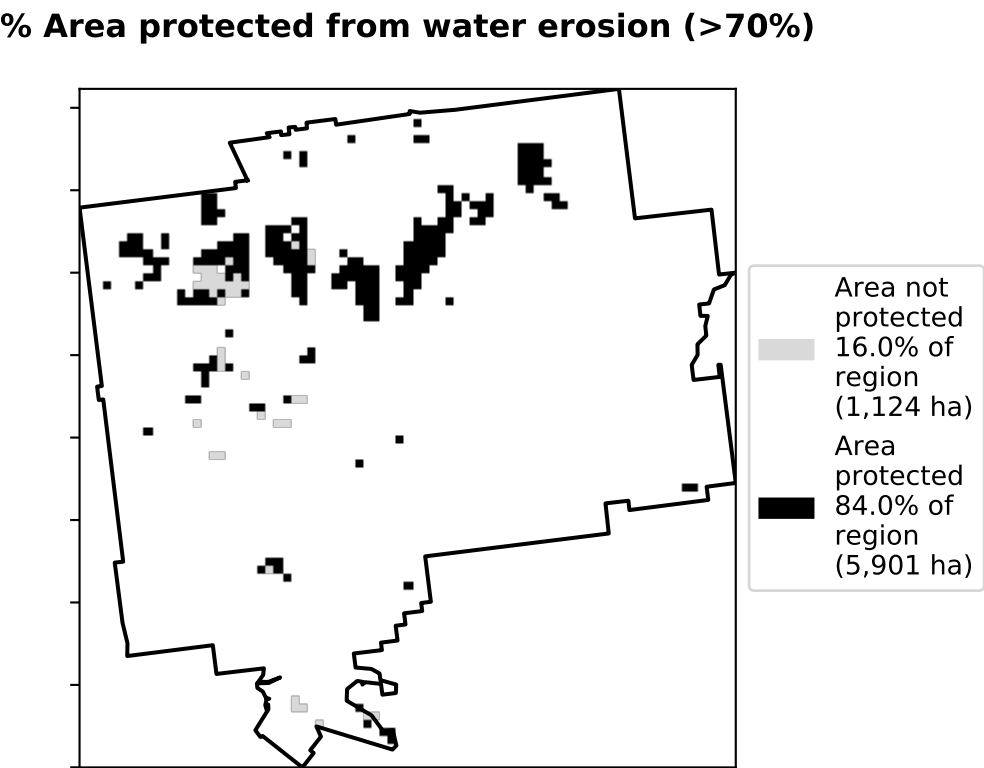 % Area protected from water erosion (>70%)
Area not
protected
16.0% of
region
(1,124 ha)
Area
protected
84.0% of
region
(5,901 ha)